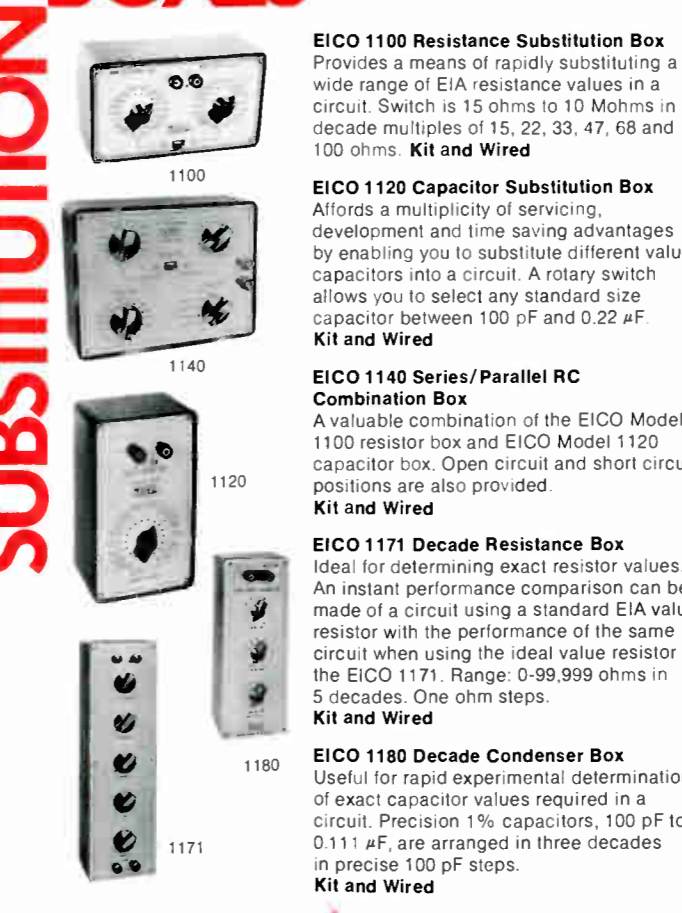 SUBSTITUTION
EICO 1100 Resistance Substitution Box
Provides a means of rapidly substituting a
wide range of EIA resistance values in a
circuit. Switch is 15 ohms to 10 Mohms in
decade multiples of 15, 22, 33, 47, 68 and
100 ohms. Kit and Wired
1100
EICO 1120 Capacitor Substitution Box
Affords a multiplicity of servicing,
development and time saving advantages
by enabling you to substitute different valu
capacitors into a circuit. A rotary switch
allows you to select any standard size
capacitor between 100 pF and 0.22 µF.
Kit and Wired
1140
EICO 1140 Series/Parallel RC
Combination Box
A valuable combination of the EICO Model
1100 resistor box and EICO Model 1120
capacitor box. Open circuit and short circu
positions are also provided.
Kit and Wired
1120
EICO 1171 Decade Resistance Box
Ideal for determining exact resistor values.
An instant performance comparison can be
made of a circuit using a standard EIA valu
resistor with the performance of the same
circuit when using the ideal value resistor
the EICO 1171. Range: 0-99,999 ohms in
5 decades. One ohm steps.
Kit and Wired
1180
1171
EICO 1180 Decade Condenser Box
Useful for rapid experimental determination
of exact capacitor values required in a
circuit. Precision 1% capacitors, 100 pF to
0.111 µF, are arranged in three decades
in precise 100 pF steps.
Kit and Wired